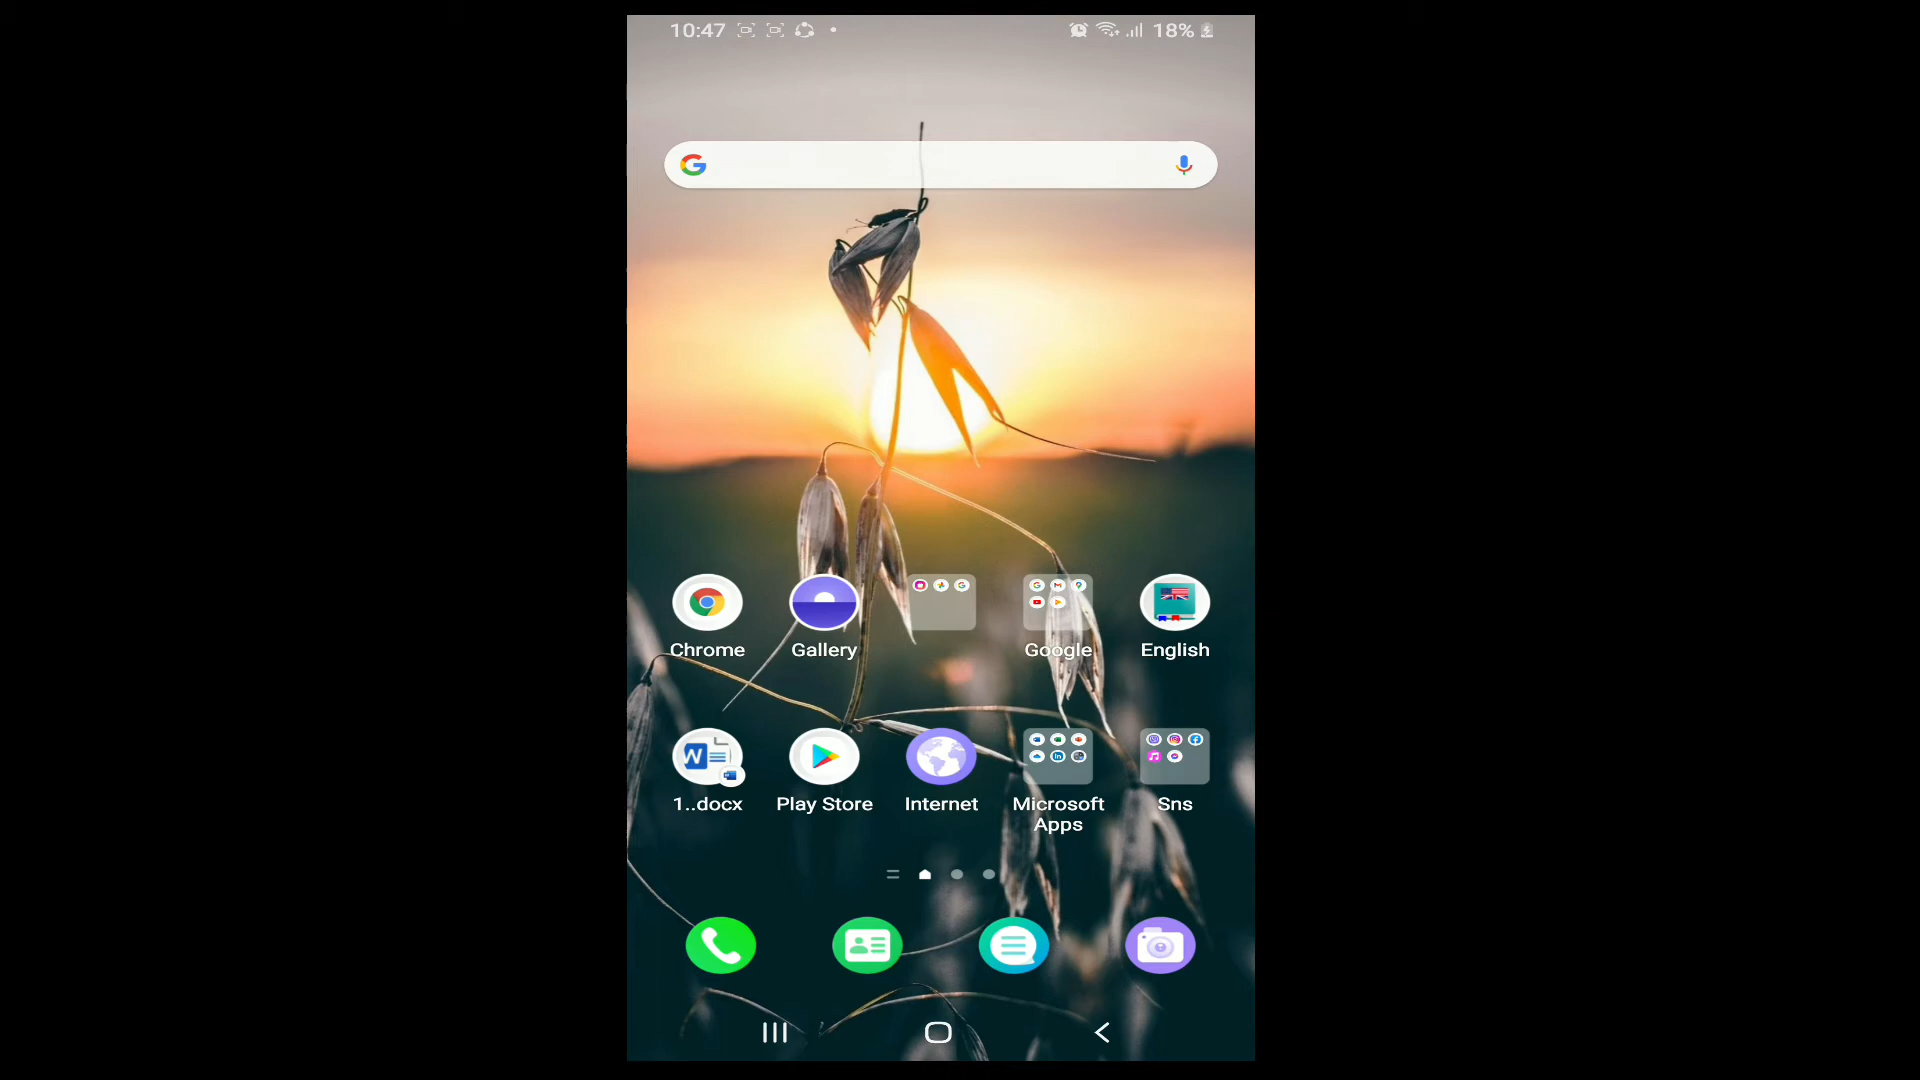 10:47 18%
Chrome Gallery Google English
1..docx Play Store Internet Microsoft Apps Sns